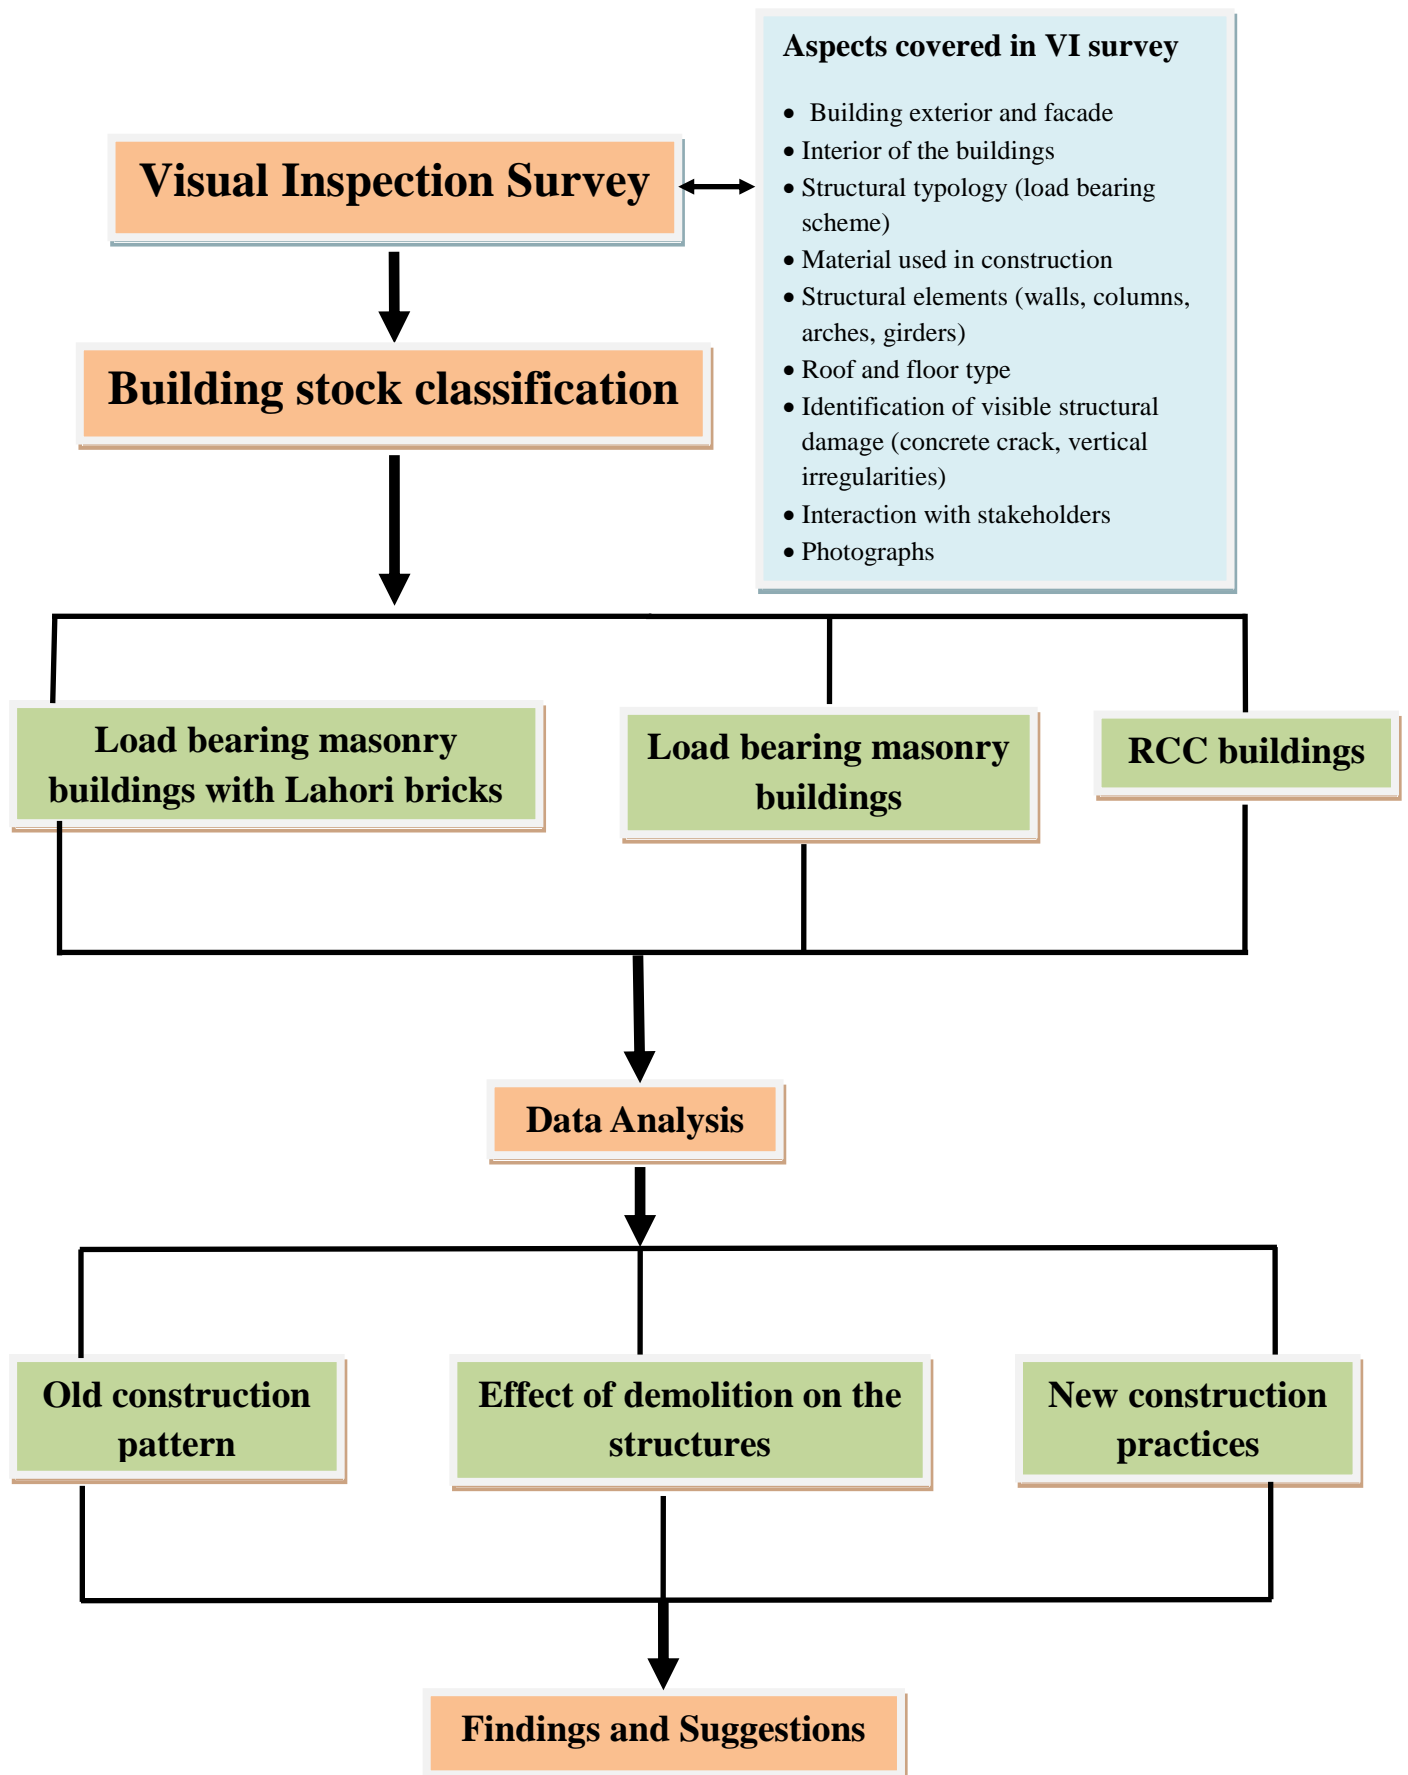 Aspects covered in VI survey
• Building exterior and facade
• Interior of the buildings
• Structural typology (load bearing
scheme)
• Material used in construction
• Structural elements (walls, columns,
arches, girders)
• Roof and floor type
• Identification of visible structural
damage (concrete crack, vertical
irregularities)
• Interaction with stakeholders
• Photographs
Visual Inspection Survey
Building stock classification
Load bearing masonry
buildings with Lahori bricks
Load bearing masonry
buildings
RCC buildings
Data Analysis
Old construction
pattern
Effect of demolition on the
structures
New construction
practices
Findings and Suggestions